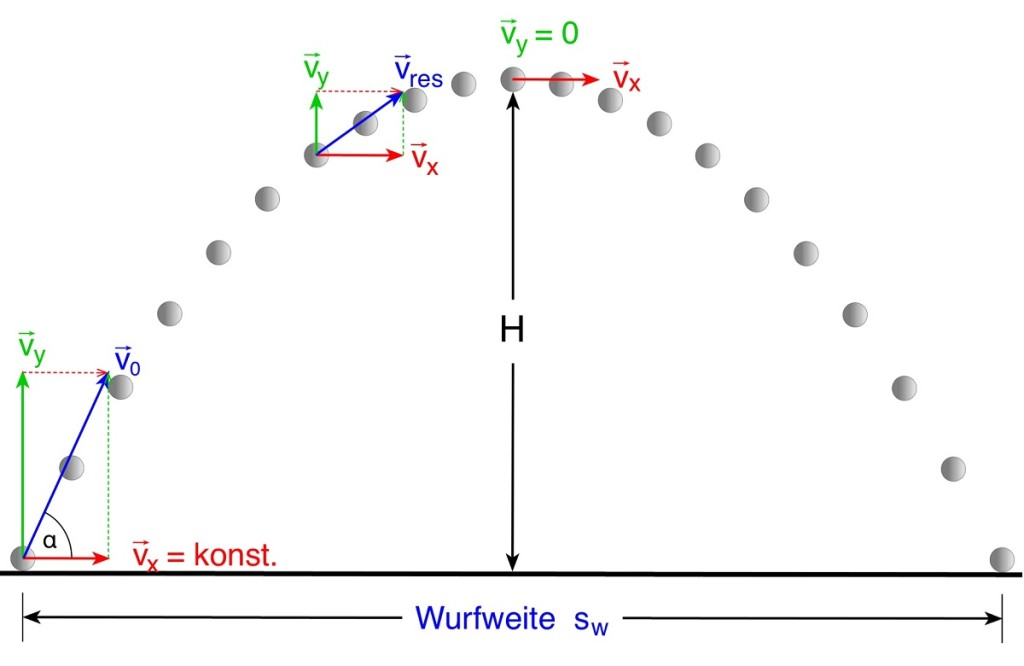 v⃗y = 0
v⃗y
v⃗res
v⃗x
v⃗x
H
v⃗y
v⃗0
α
v⃗x = konst.
Wurfweite sw